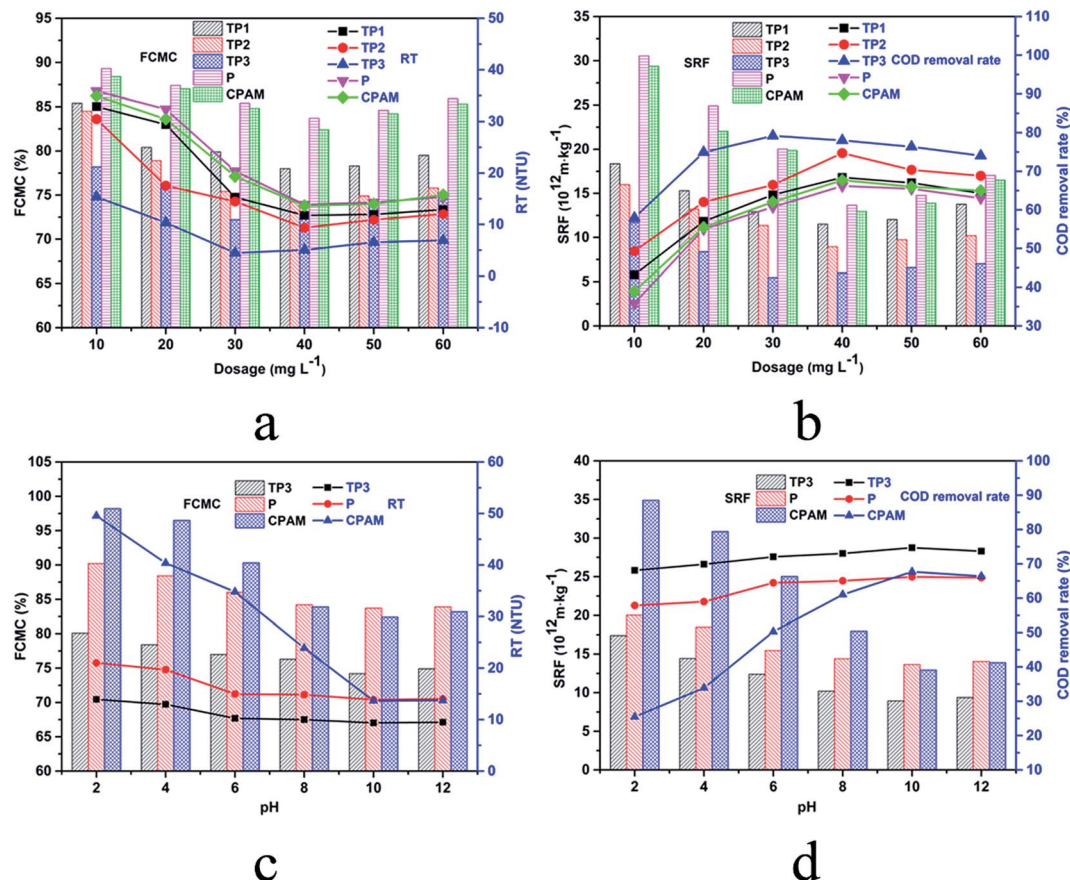 95
90
85
80
75
70
65
60
FCMC (%)
50
40
30
20
10
0
-10
RT (NTU)
FCMC
TP1
TP2
TP3
P
CPAM
TP1
TP2
TP3
P
CPAM
RT
10 20 30 40 50 60
Dosage (mg L-1)
a
35
30
25
20
15
10
5
0
SRF (10^12m·kg-1)
110
100
90
80
70
60
50
40
30
COD removal rate (%)
SRF
TP1
TP2
TP3
P
CPAM
TP1
TP2
TP3 COD removal rate
P
CPAM
10 20 30 40 50 60
Dosage (mg L-1)
b
105
100
95
90
85
80
75
70
65
60
FCMC (%)
60
50
40
30
20
10
0
RT (NTU)
FCMC
TP3
P
CPAM
TP3
P RT
CPAM
2 4 6 8 10 12
pH
c
40
35
30
25
20
15
10
5
0
SRF (10^12m·kg-1)
100
90
80
70
60
50
40
30
20
10
COD removal rate (%)
TP3
SRF P
CPAM
TP3
P COD removal rate
CPAM
2 4 6 8 10 12
pH
d